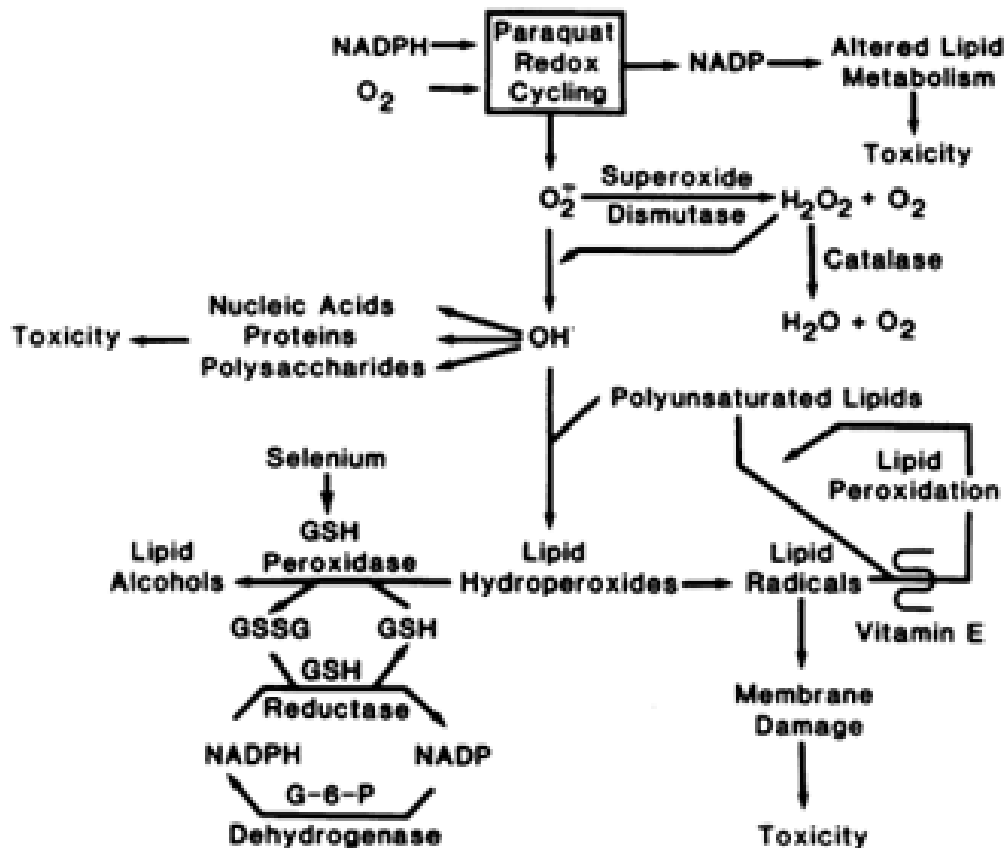 Paraquat
Redox
Cycling
NADPH
O₂
NADP
Altered Lipid
Metabolism
Toxicity
O₂⁻
Superoxide
Dismutase
H₂O₂ + O₂
Catalase
H₂O + O₂
Toxicity
Nucleic Acids
Proteins
Polysaccharides
OH·
Polyunsaturated Lipids
Lipid
Peroxidation
Selenium
GSH
Peroxidase
Lipid
Alcohols
Lipid
Hydroperoxides
Lipid
Radicals
Vitamin E
GSSG
GSH
GSH
Reductase
NADPH
NADP
G-6-P
Dehydrogenase
Membrane
Damage
Toxicity